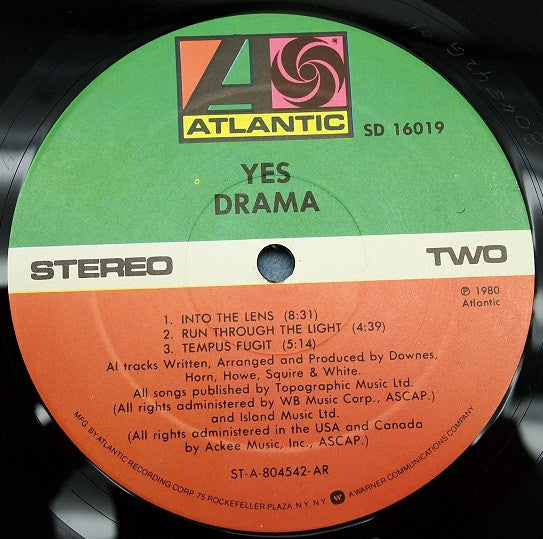 ATLANTIC
SD 16019
YES
DRAMA
STEREO
TWO
℗ 1980
Atlantic
1. INTO THE LENS (8:31)
2. RUN THROUGH THE LIGHT (4:39)
3. TEMPUS FUGIT (5:14)
Al tracks Written, Arranged and Produced by Downes,
Horn, Howe, Squire & White.
All songs published by Topographic Music Ltd.
(All rights administered by WB Music Corp., ASCAP.)
and Island Music Ltd.
(All rights administered in the USA and Canada
by Ackee Music, Inc., ASCAP.)
ST-A-804542-AR
MFG. BY ATLANTIC RECORDING CORP. 75 ROCKEFELLER PLAZA, N.Y. N.Y. A WARNER COMMUNICATIONS COMPANY